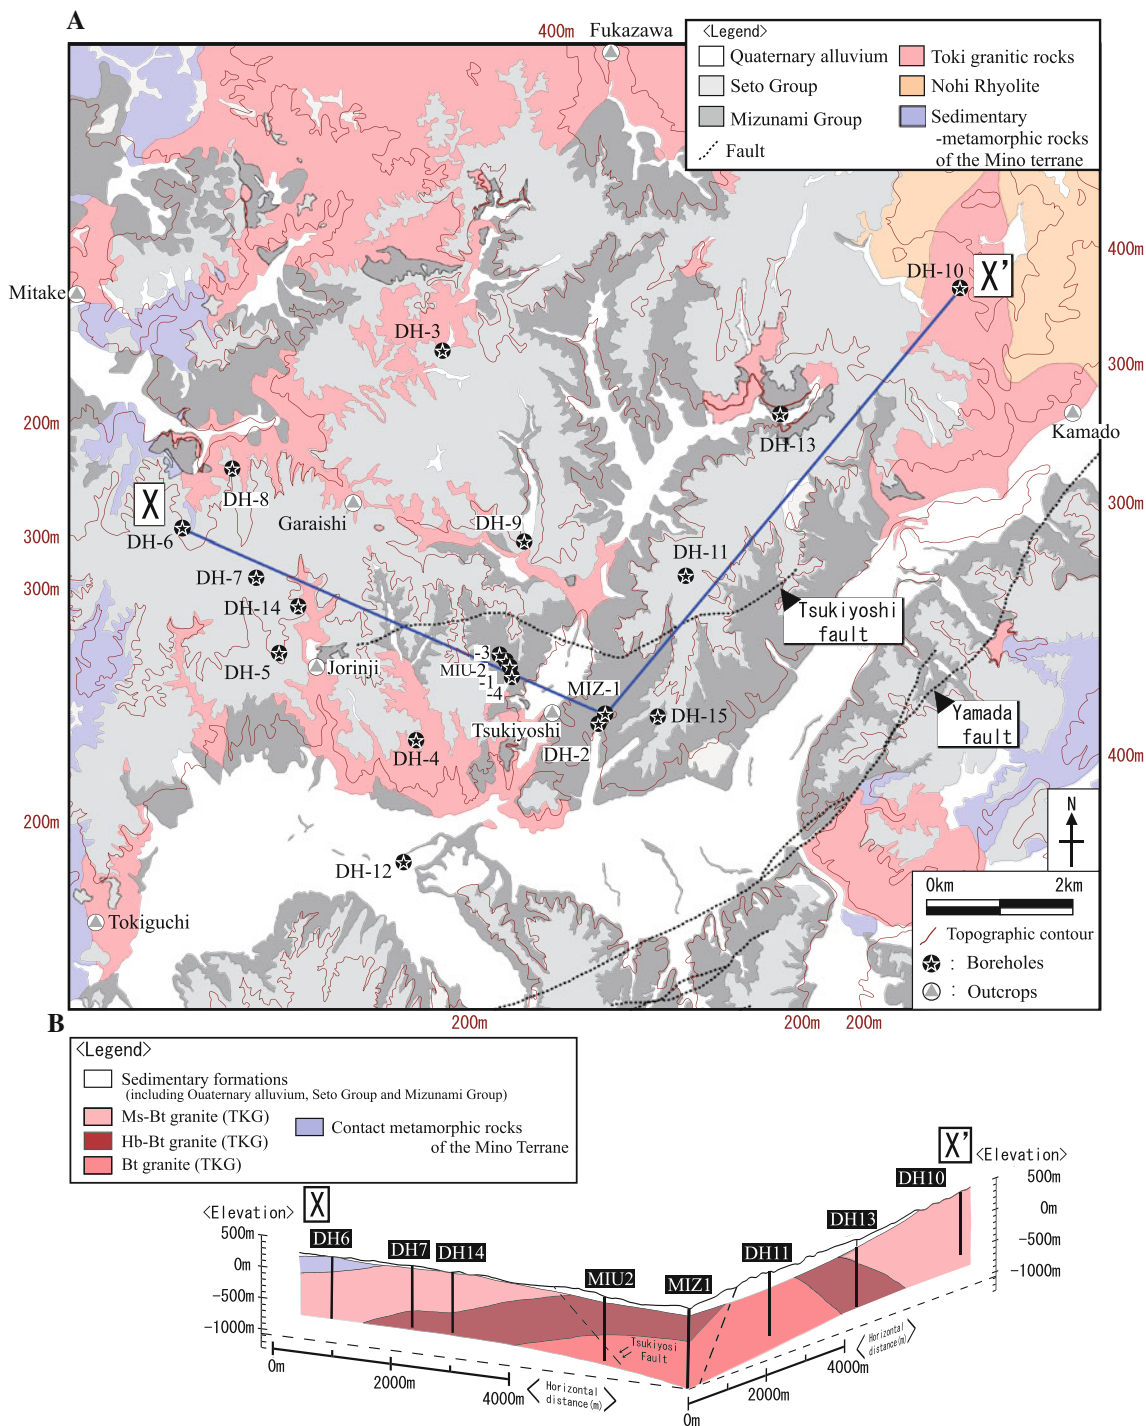 A
400m
Fukazawa
<Legend>
Quaternary alluvium
Seto Group
Mizunami Group
Fault
Toki granitic rocks
Nohi Rhyolite
Sedimentary
-metamorphic rocks
of the Mino terrane
400m
DH-10
X'
Mitake
DH-3
300m
200m
Kamado
DH-13
DH-8
X
Garaishi
300m
DH-9
DH-6
300m
DH-11
DH-7
300m
DH-14
Tsukiyoshi
fault
-3
DH-5
Jorinji
MIU-2
-1
-4
MIZ-1
Tsukiyoshi
DH-15
Yamada
fault
DH-4
DH-2
400m
N
200m
DH-12
0km
2km
Topographic contour
: Boreholes
: Outcrops
Tokiguchi
200m
200m
200m
B
<Legend>
Sedimentary formations
(including Ouaternary alluvium, Seto Group and Mizunami Group)
Ms-Bt granite (TKG)
Hb-Bt granite (TKG)
Bt granite (TKG)
Contact metamorphic rocks
of the Mino Terrane
X'
<Elevation>
DH10
500m
0m
-500m
-1000m
X
<Elevation>
500m
0m
-500m
-1000m
DH6
DH7
DH14
MIU2
MIZ1
DH11
DH13
Tsukiyosi
Fault
0m
2000m
4000m
Horizontal
distance(m)
0m
2000m
4000m
Horizontal
distance(m)